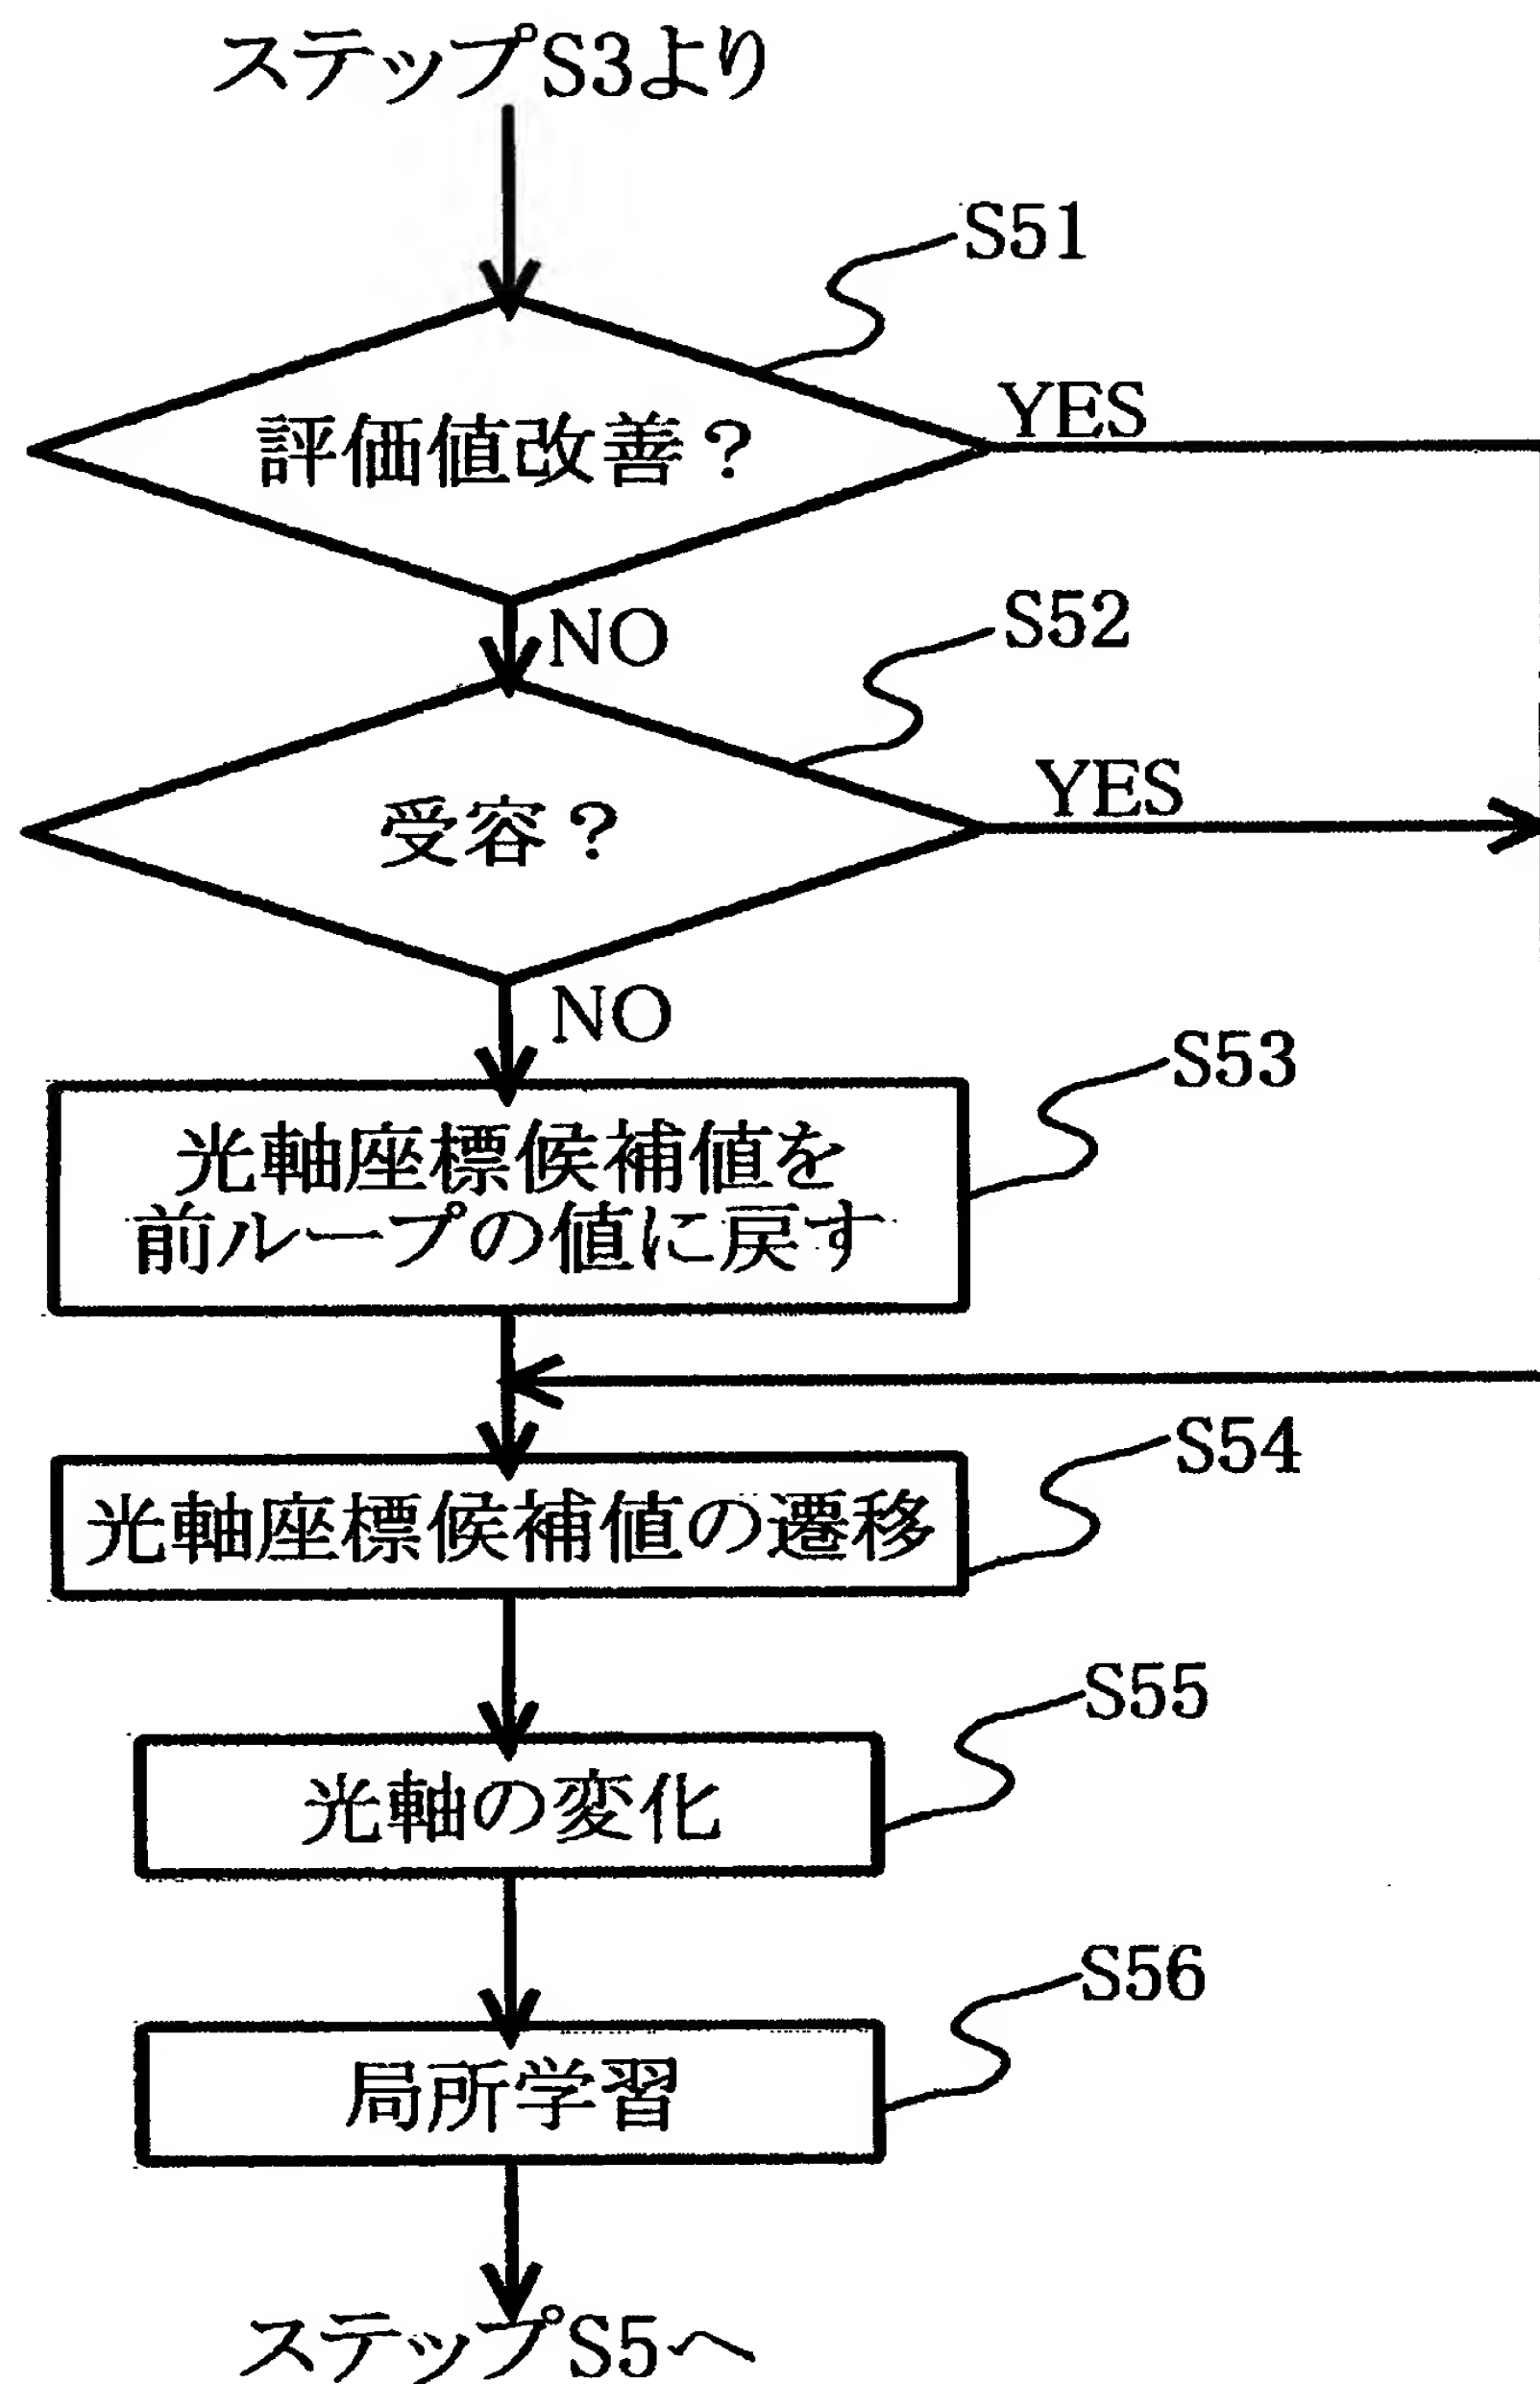 ステップS3より
S51
評価値改善？
YES
NO
S52
受容？
YES
NO
S53
光軸座標候補値を
前ループの値に戻す
S54
光軸座標候補値の遷移
S55
光軸の変化
S56
局所学習
ステップS5へ